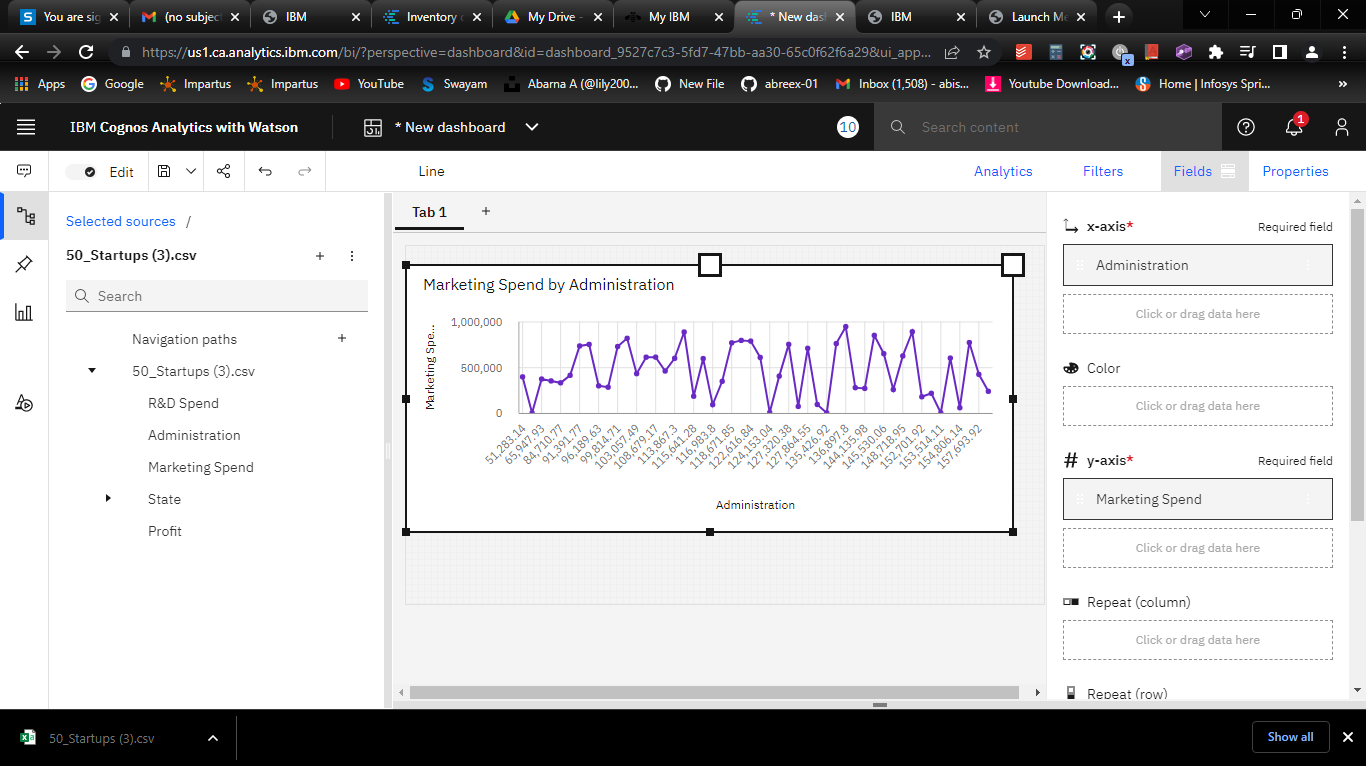 You are sig
(no subject
IBM
Inventory c
My Drive -
My IBM
* New dash
IBM
Launch Me
https://us1.ca.analytics.ibm.com/bi/?perspective=dashboard&id=dashboard_9527c7c3-5fd7-47bb-aa30-65c0f62f6a29&ui_app...
Apps
Google
Impartus
Impartus
YouTube
Swayam
Abarna A (@lily200...
New File
abreex-01
Inbox (1,508) - abis...
Youtube Download...
Home | Infosys Spri...
»
IBM Cognos Analytics with Watson
* New dashboard
10
Search content
1
Edit
Line
Analytics
Filters
Fields
Properties
Selected sources /
50_Startups (3).csv
Search
Navigation paths
50_Startups (3).csv
R&D Spend
Administration
Marketing Spend
State
Profit
Tab 1
Marketing Spend by Administration
Marketing Spe...
1,000,000
500,000
0
51,283.14
65,947.93
84,710.77
91,391.77
96,189.63
99,814.71
103,057.49
108,679.17
113,867.3
115,641.28
116,983.8
118,671.85
122,616.84
124,153.04
127,320.38
127,864.55
135,426.92
136,897.8
144,135.98
145,530.06
148,718.95
152,701.92
153,514.11
154,806.14
157,693.92
Administration
x-axis*
Required field
Administration
Click or drag data here
Color
Click or drag data here
# y-axis*
Required field
Marketing Spend
Click or drag data here
Repeat (column)
Click or drag data here
Repeat (row)
50_Startups (3).csv
Show all